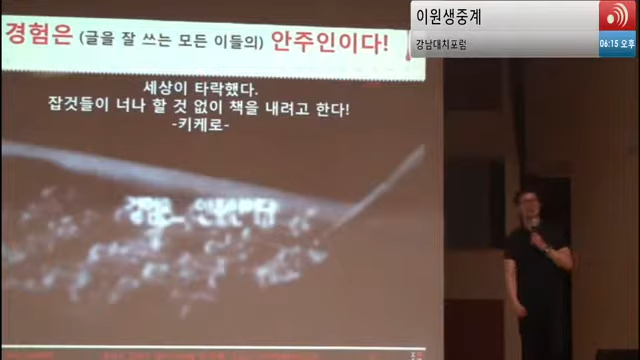 이원생중계
강남대치포럼
06:15 오후
경험은 (글을 잘 쓰는 모든 이들의) 안주인이다!
세상이 타락했다.
잡것들이 너나 할 것 없이 책을 내려고 한다!
-키케로-